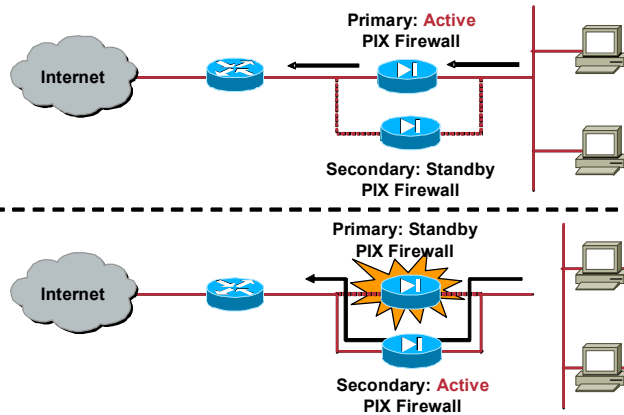 Primary: Active
PIX Firewall
Internet
Secondary: Standby
PIX Firewall
Primary: Standby
PIX Firewall
Internet
Secondary: Active
PIX Firewall